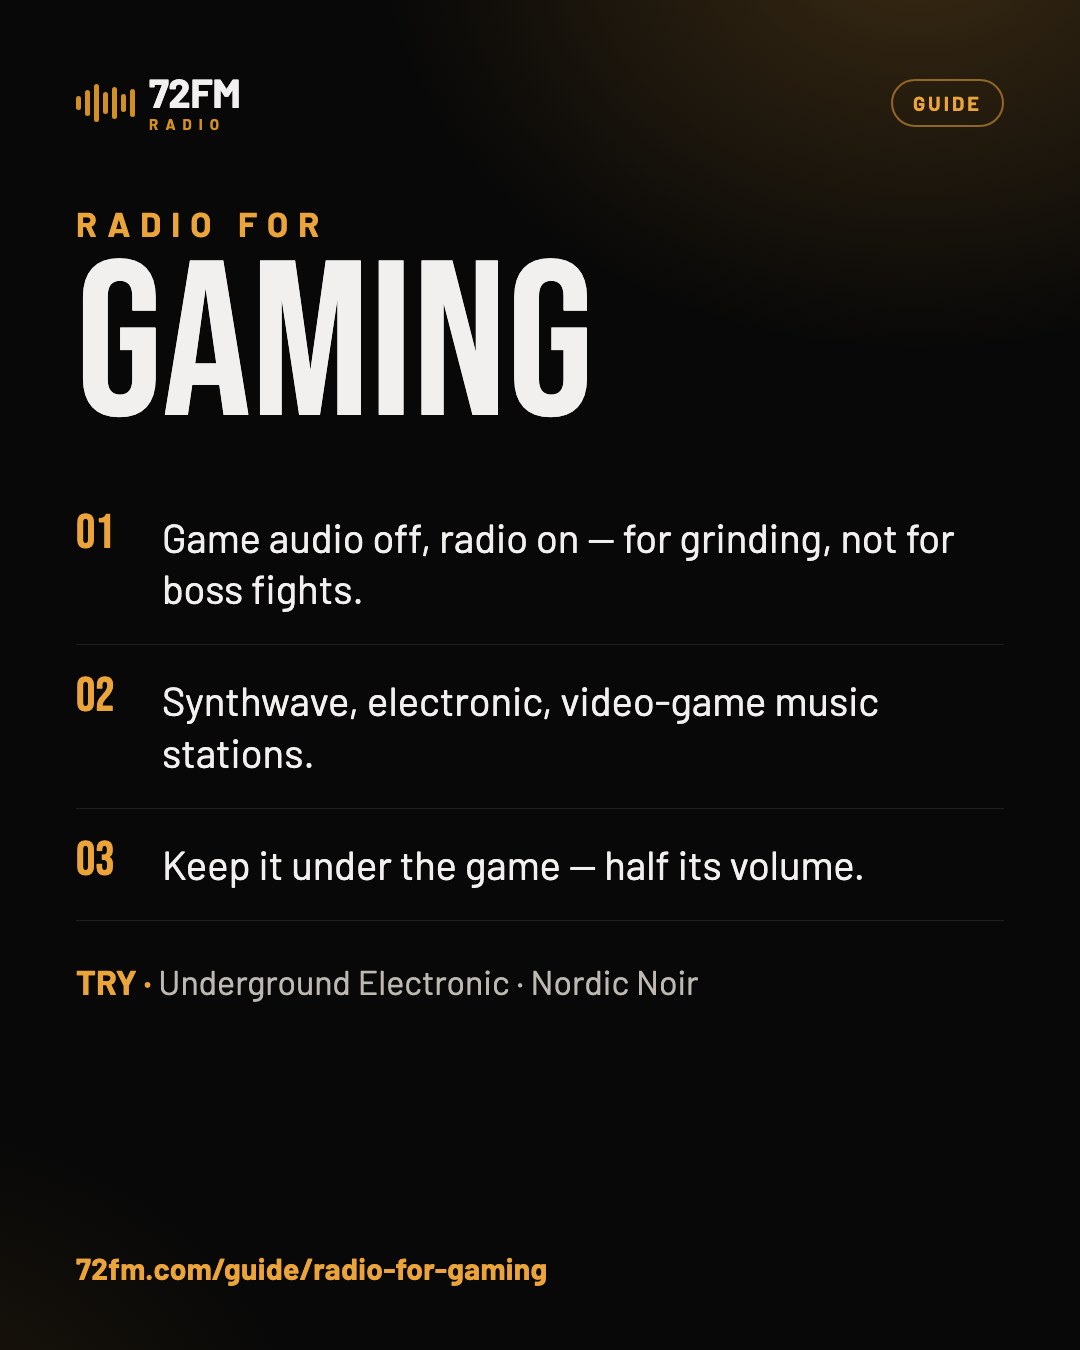 72FM
RADIO
GUIDE
RADIO FOR
GAMING
01 Game audio off, radio on — for grinding, not for
boss fights.
02 Synthwave, electronic, video-game music
stations.
03 Keep it under the game — half its volume.
TRY · Underground Electronic · Nordic Noir
72fm.com/guide/radio-for-gaming